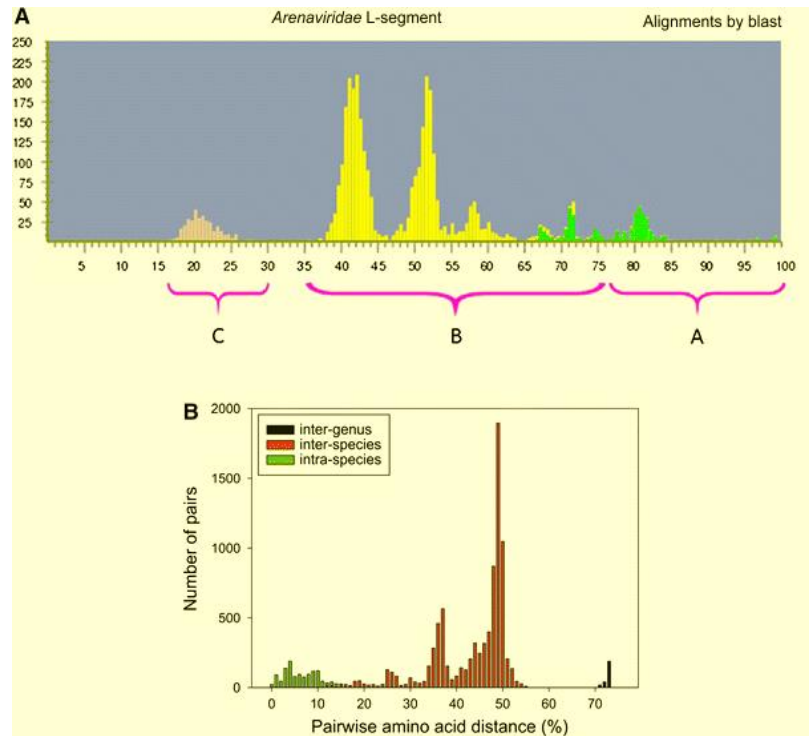 A
Arenaviridae L-segment
Alignments by blast
250
225
200
175
150
125
100
75
50
25
5 10 15 20 25 30 35 40 45 50 55 60 65 70 75 80 85 90 95 100
C B A
B
inter-genus
inter-species
intra-species
Number of pairs
2000
1500
1000
500
0
0 10 20 30 40 50 60 70
Pairwise amino acid distance (%)